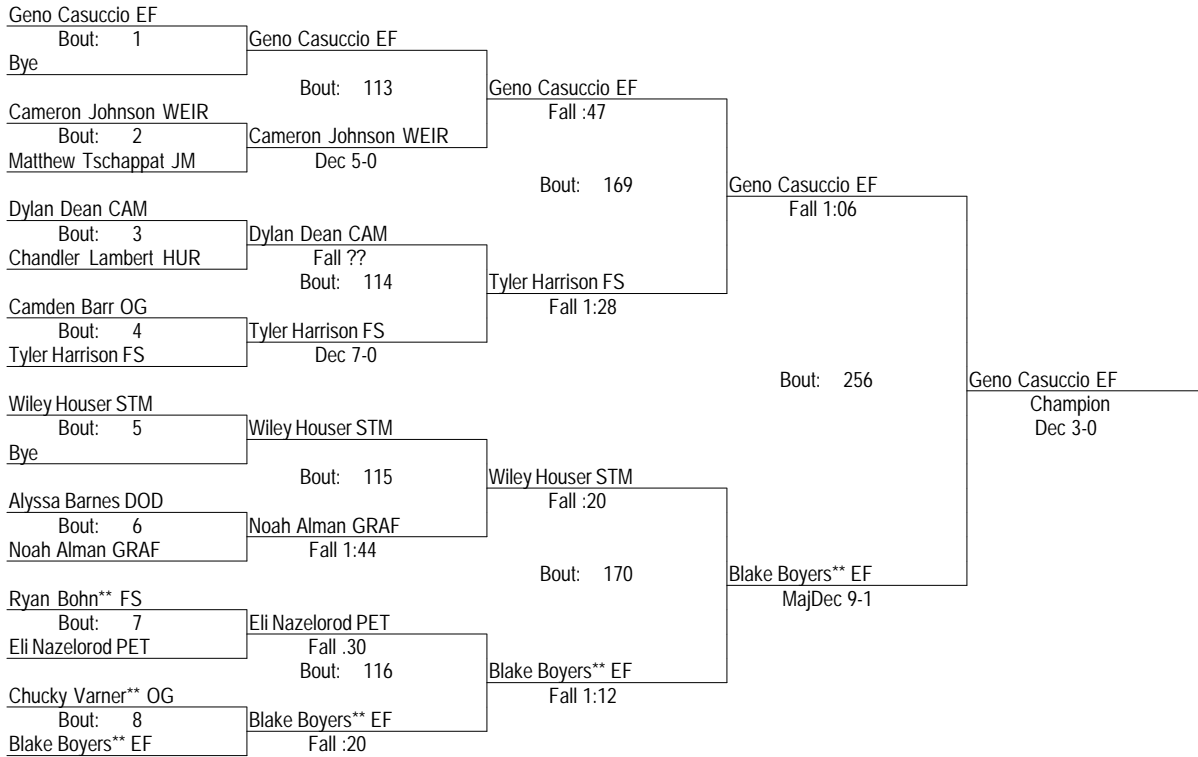 Geno Casuccio EF
Bout: 1
Bye
Geno Casuccio EF
Bout: 113
Cameron Johnson WEIR
Bout: 2
Matthew Tschappat JM
Cameron Johnson WEIR
Dec 5-0
Geno Casuccio EF
Fall :47
Bout: 169
Dylan Dean CAM
Bout: 3
Chandler Lambert HUR
Dylan Dean CAM
Fall ??
Bout: 114
Camden Barr OG
Bout: 4
Tyler Harrison FS
Tyler Harrison FS
Dec 7-0
Tyler Harrison FS
Fall 1:28
Geno Casuccio EF
Fall 1:06
Bout: 256
Wiley Houser STM
Bout: 5
Bye
Wiley Houser STM
Bout: 115
Alyssa Barnes DOD
Bout: 6
Noah Alman GRAF
Noah Alman GRAF
Fall 1:44
Wiley Houser STM
Fall :20
Bout: 170
Ryan Bohn** FS
Bout: 7
Eli Nazelorod PET
Eli Nazelorod PET
Fall .30
Bout: 116
Chucky Varner** OG
Bout: 8
Blake Boyers** EF
Blake Boyers** EF
Fall :20
Blake Boyers** EF
Fall 1:12
Blake Boyers** EF
MajDec 9-1
Geno Casuccio EF
Champion
Dec 3-0